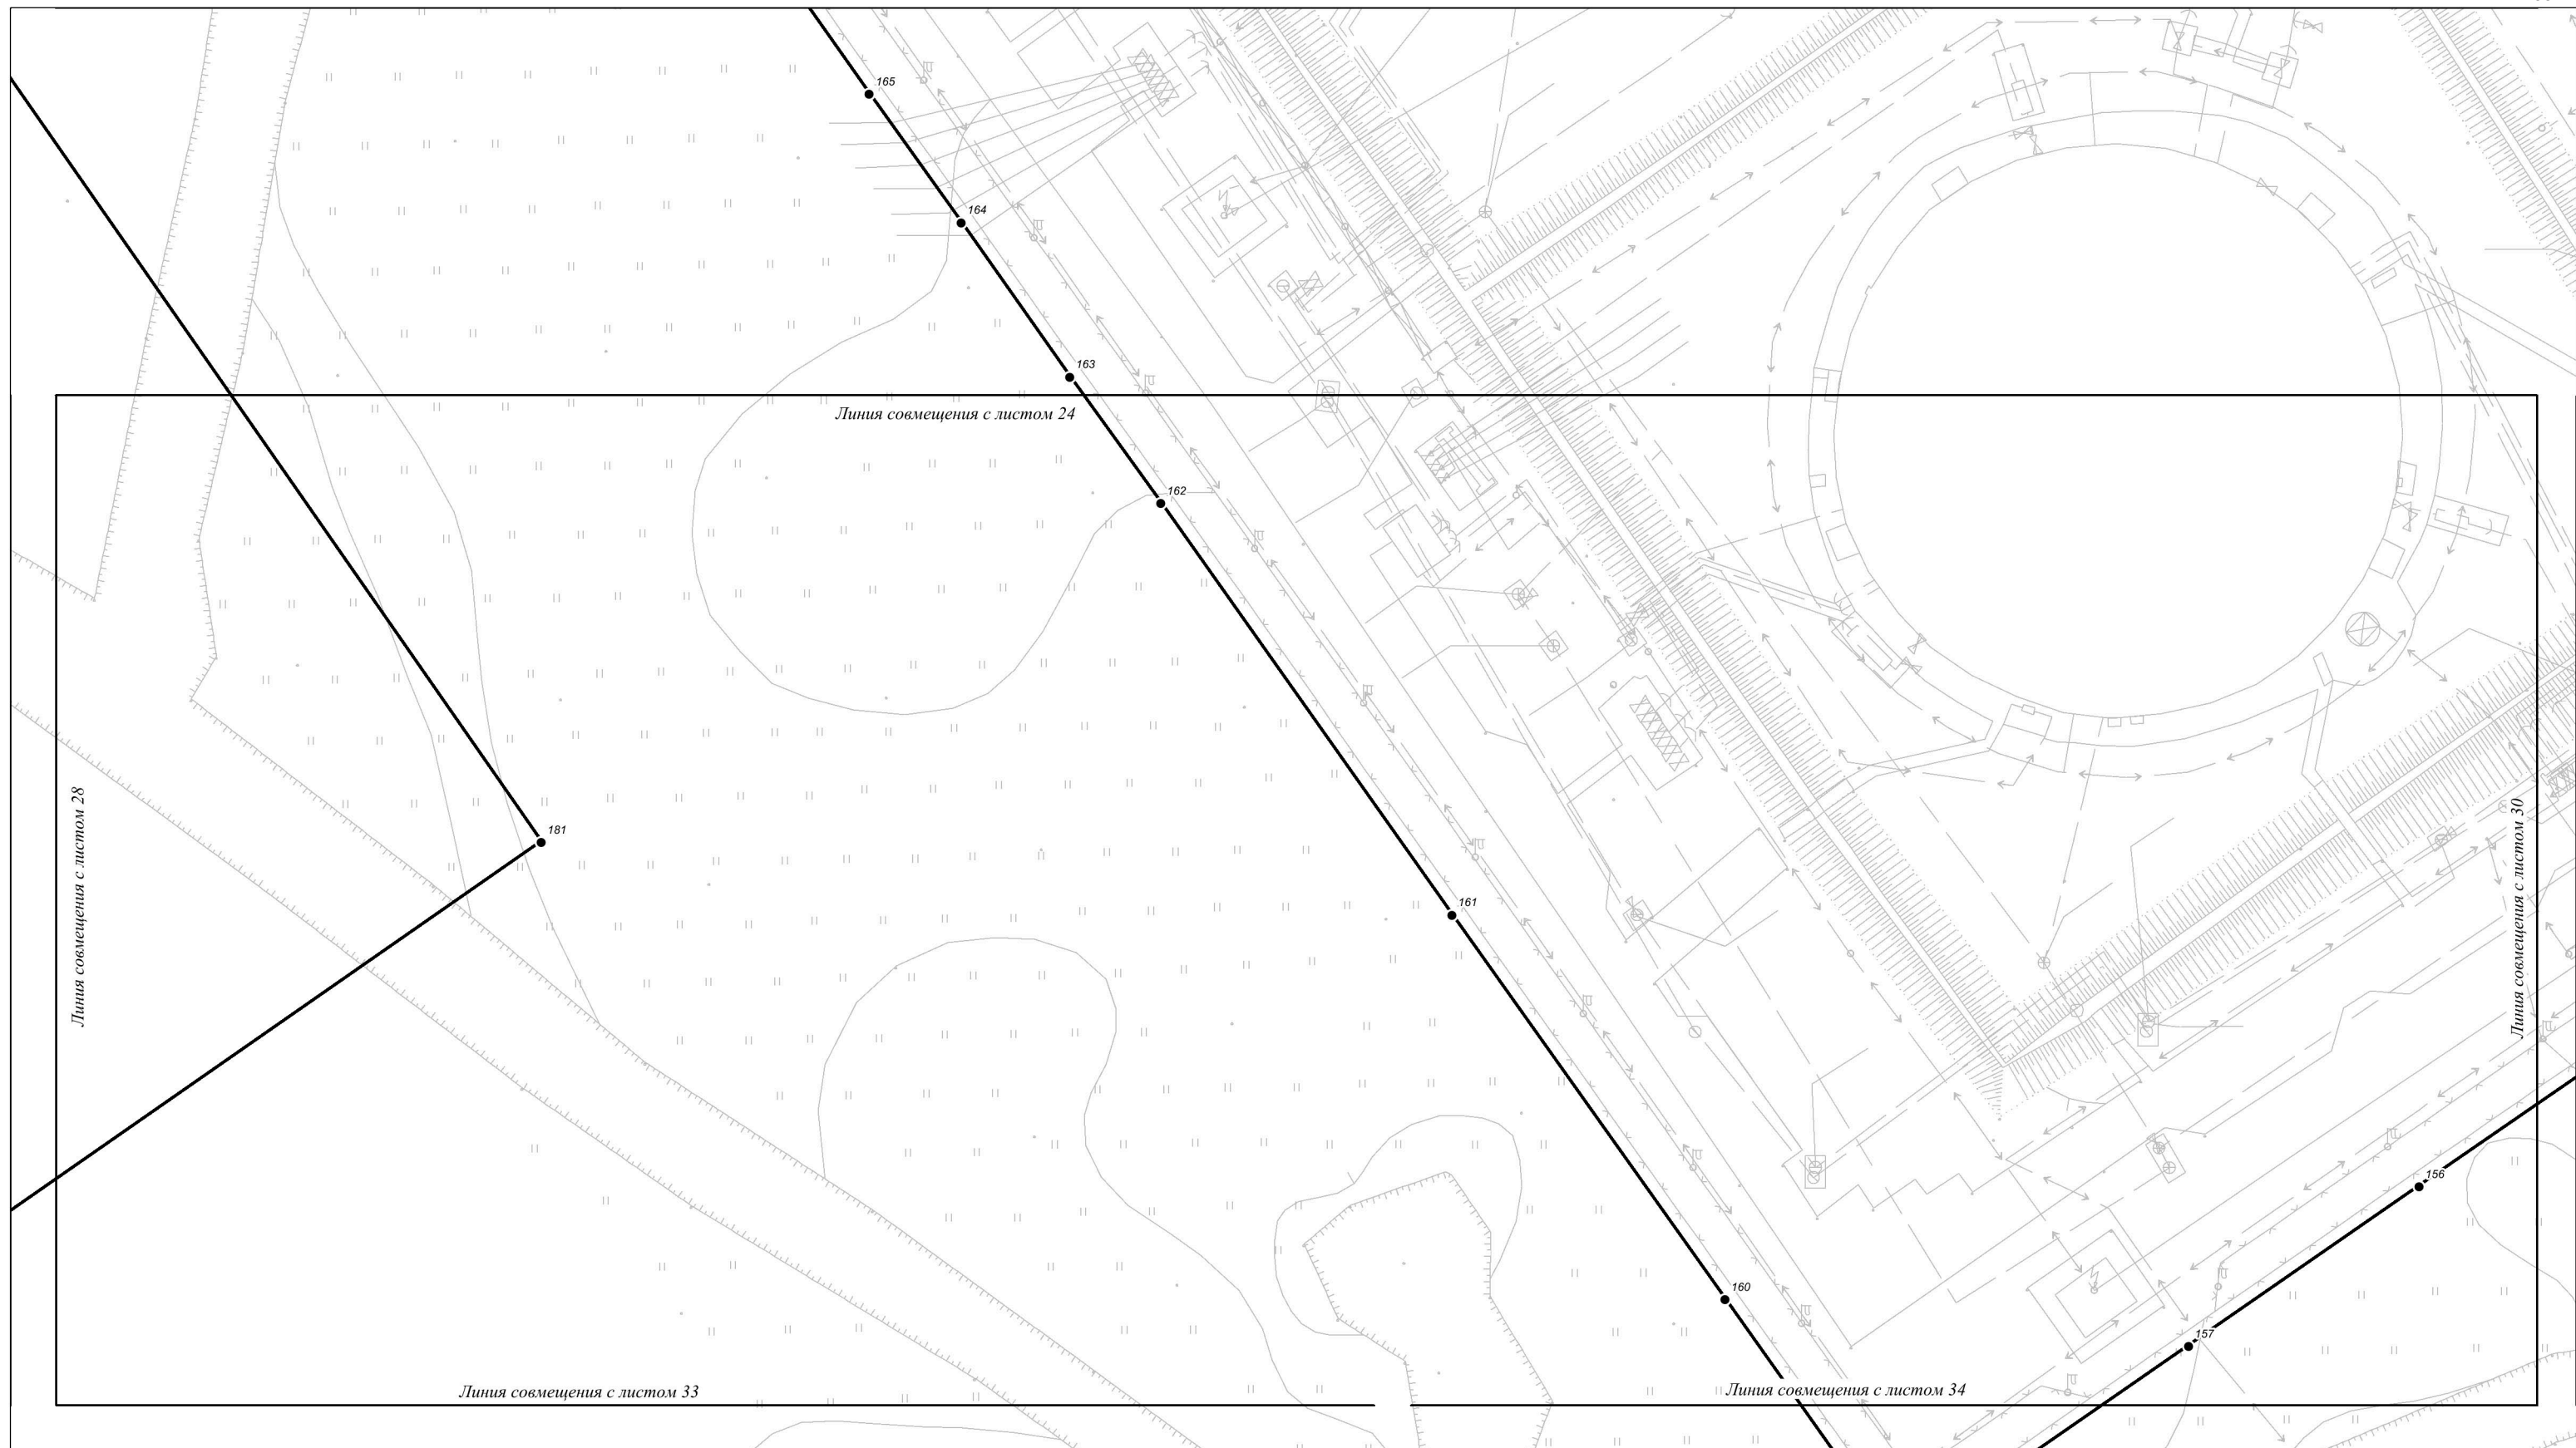 165
164
163
Линия совмещения с листом 24
162
181
Линия совмещения с листом 28
Линия совмещения с листом 30
161
156
160
157
Линия совмещения с листом 33
Линия совмещения с листом 34